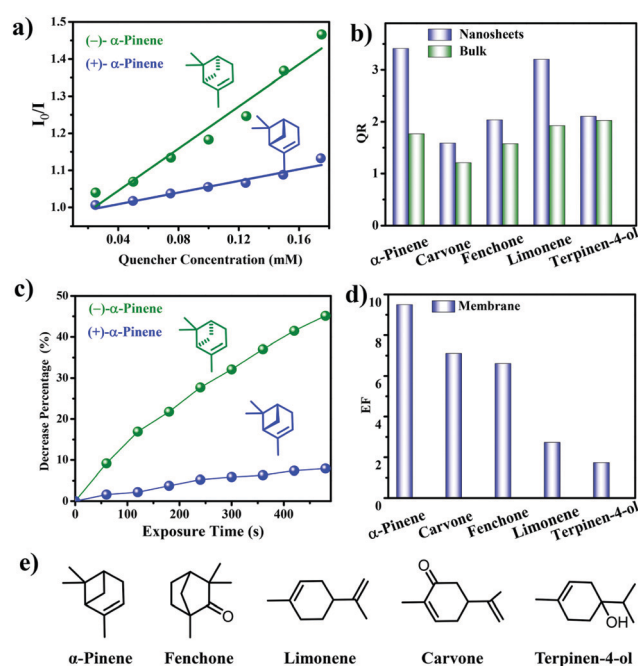 a)
(−)- α-Pinene
(+)- α-Pinene
I₀/I
1.5
1.4
1.3
1.2
1.1
1.0
0.04
0.08
0.12
0.16
Quencher Concentration (mM)
b)
Nanosheets
Bulk
QR
3
2
1
0
α-Pinene
Carvone
Fenchone
Limonene
Terpinen-4-ol
c)
(−)-α-Pinene
(+)-α-Pinene
Decrease Percentage (%)
50
40
30
20
10
0
0
100
200
300
400
Exposure Time (s)
d)
Membrane
EF
10
8
6
4
2
0
α-Pinene
Carvone
Fenchone
Limonene
Terpinen-4-ol
e)
O
O
OH
α-Pinene
Fenchone
Limonene
Carvone
Terpinen-4-ol